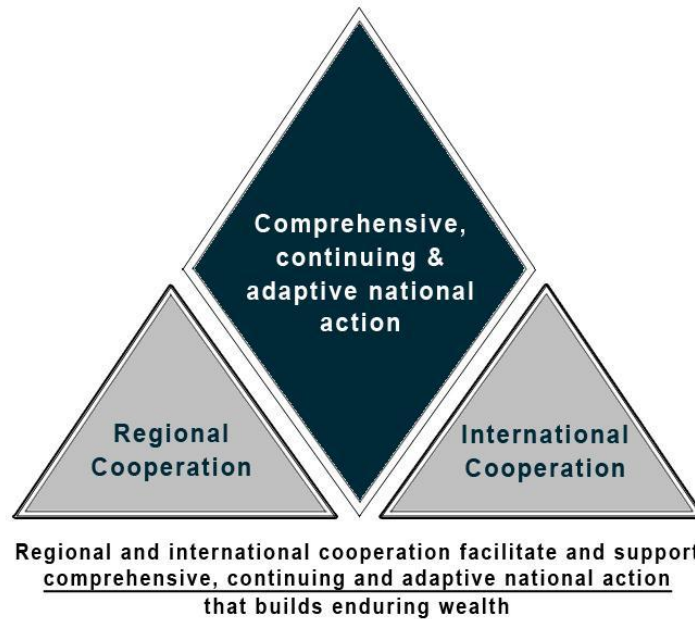 Comprehensive,
continuing &
adaptive national
action
Regional
Cooperation
International
Cooperation
Regional and international cooperation facilitate and support
comprehensive, continuing and adaptive national action
that builds enduring wealth